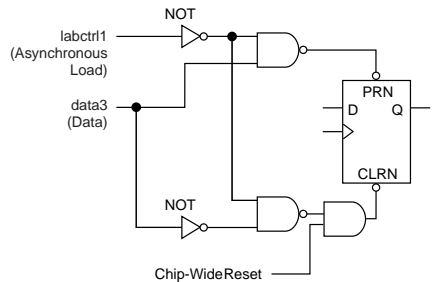 NOT
labctrl1
(Asynchronous
Load)
PRN
D Q
data3
(Data)
CLRN
NOT
Chip-Wide Reset